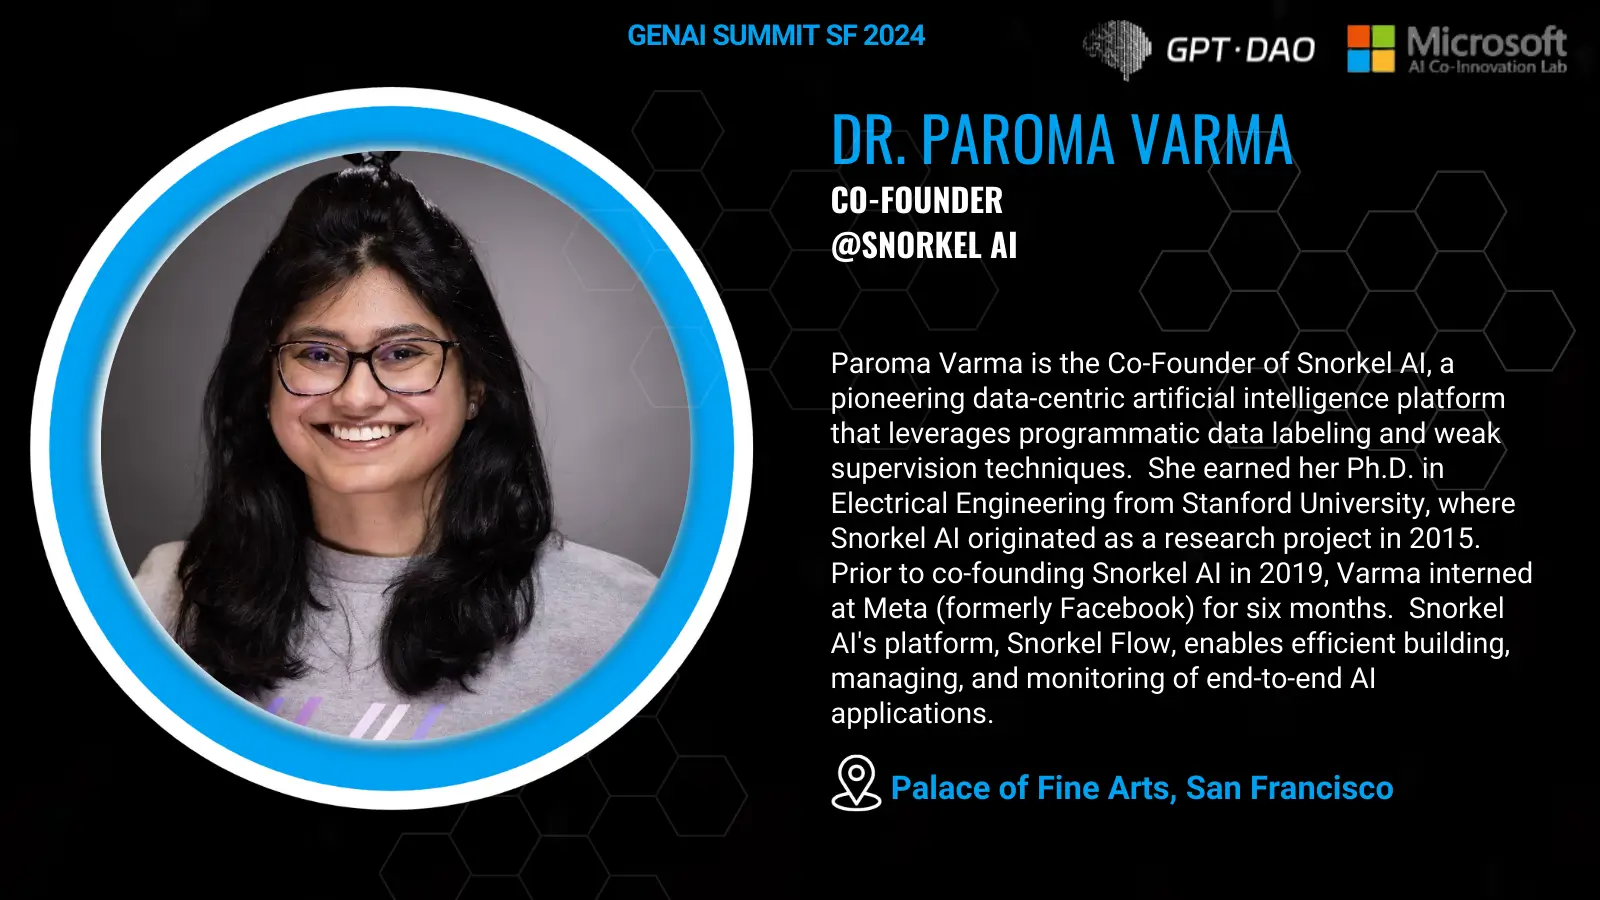 GENAI SUMMIT SF 2024
GPT·DAO
Microsoft
AI Co-Innovation Lab
DR. PAROMA VARMA
CO-FOUNDER
@SNORKEL AI
Paroma Varma is the Co-Founder of Snorkel AI, a
pioneering data-centric artificial intelligence platform
that leverages programmatic data labeling and weak
supervision techniques.  She earned her Ph.D. in
Electrical Engineering from Stanford University, where
Snorkel AI originated as a research project in 2015.
Prior to co-founding Snorkel AI in 2019, Varma interned
at Meta (formerly Facebook) for six months.  Snorkel
AI's platform, Snorkel Flow, enables efficient building,
managing, and monitoring of end-to-end AI
applications.
Palace of Fine Arts, San Francisco